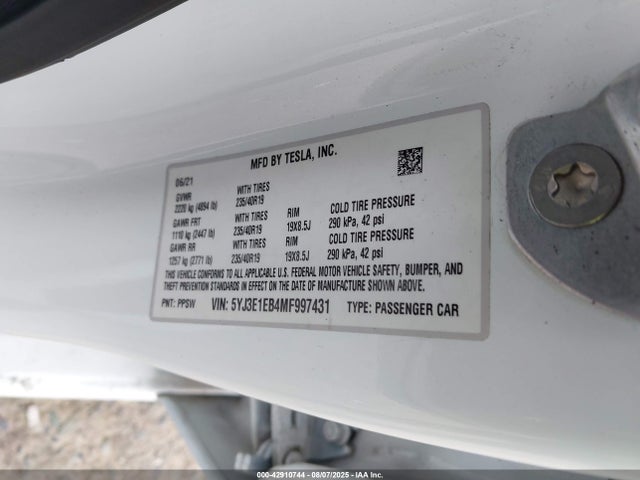 MFD BY TESLA, INC.
06/21
GVWR WITH TIRES
2220 kg (4894 lb) 235/40R19
GAWR FRT WITH TIRES RIM COLD TIRE PRESSURE
1110 kg (2447 lb) 235/40R19 19X8.5J 290 kPa, 42 psi
GAWR RR WITH TIRES RIM COLD TIRE PRESSURE
1257 kg (2771 lb) 235/40R19 19X8.5J 290 kPa, 42 psi
THIS VEHICLE CONFORMS TO ALL APPLICABLE U.S. FEDERAL MOTOR VEHICLE SAFETY, BUMPER, AND
THEFT PREVENTION STANDARDS IN EFFECT ON THE DATE OF MANUFACTURE SHOWN ABOVE.
PNT: PPSW VIN: 5YJ3E1EB4MF997431 TYPE: PASSENGER CAR
000-42910744 - 08/07/2025 - IAA Inc.